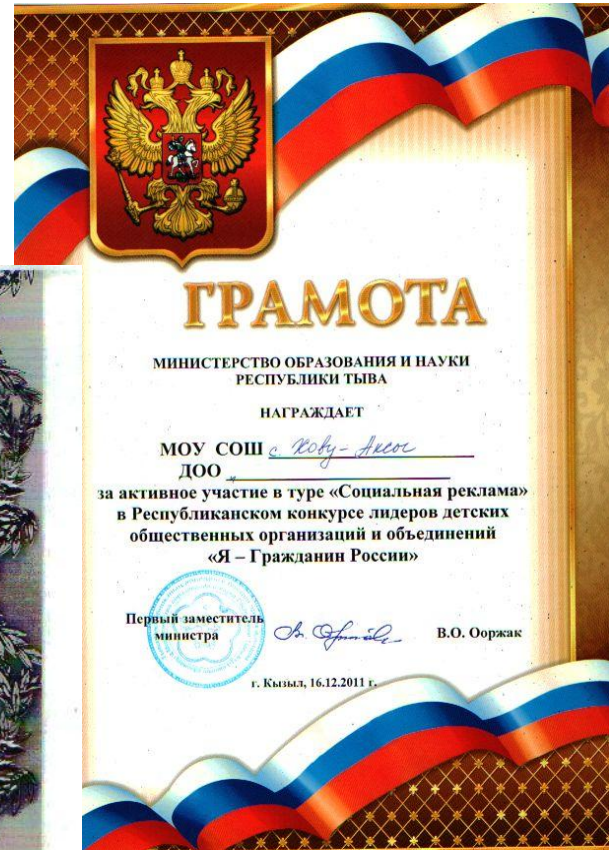 ГРАМОТА
МИНИСТЕРСТВО ОБРАЗОВАНИЯ И НАУКИ
РЕСПУБЛИКИ ТЫВА
НАГРАЖДАЕТ
МОУ СОШ с. Хову-Аксы
ДОО
за активное участие в туре «Социальная реклама»
в Республиканском конкурсе лидеров детских
общественных организаций и объединений
«Я – Гражданин России»
Первый заместитель
министра В.О. Ооржак
г. Кызыл, 16.12.2011 г.